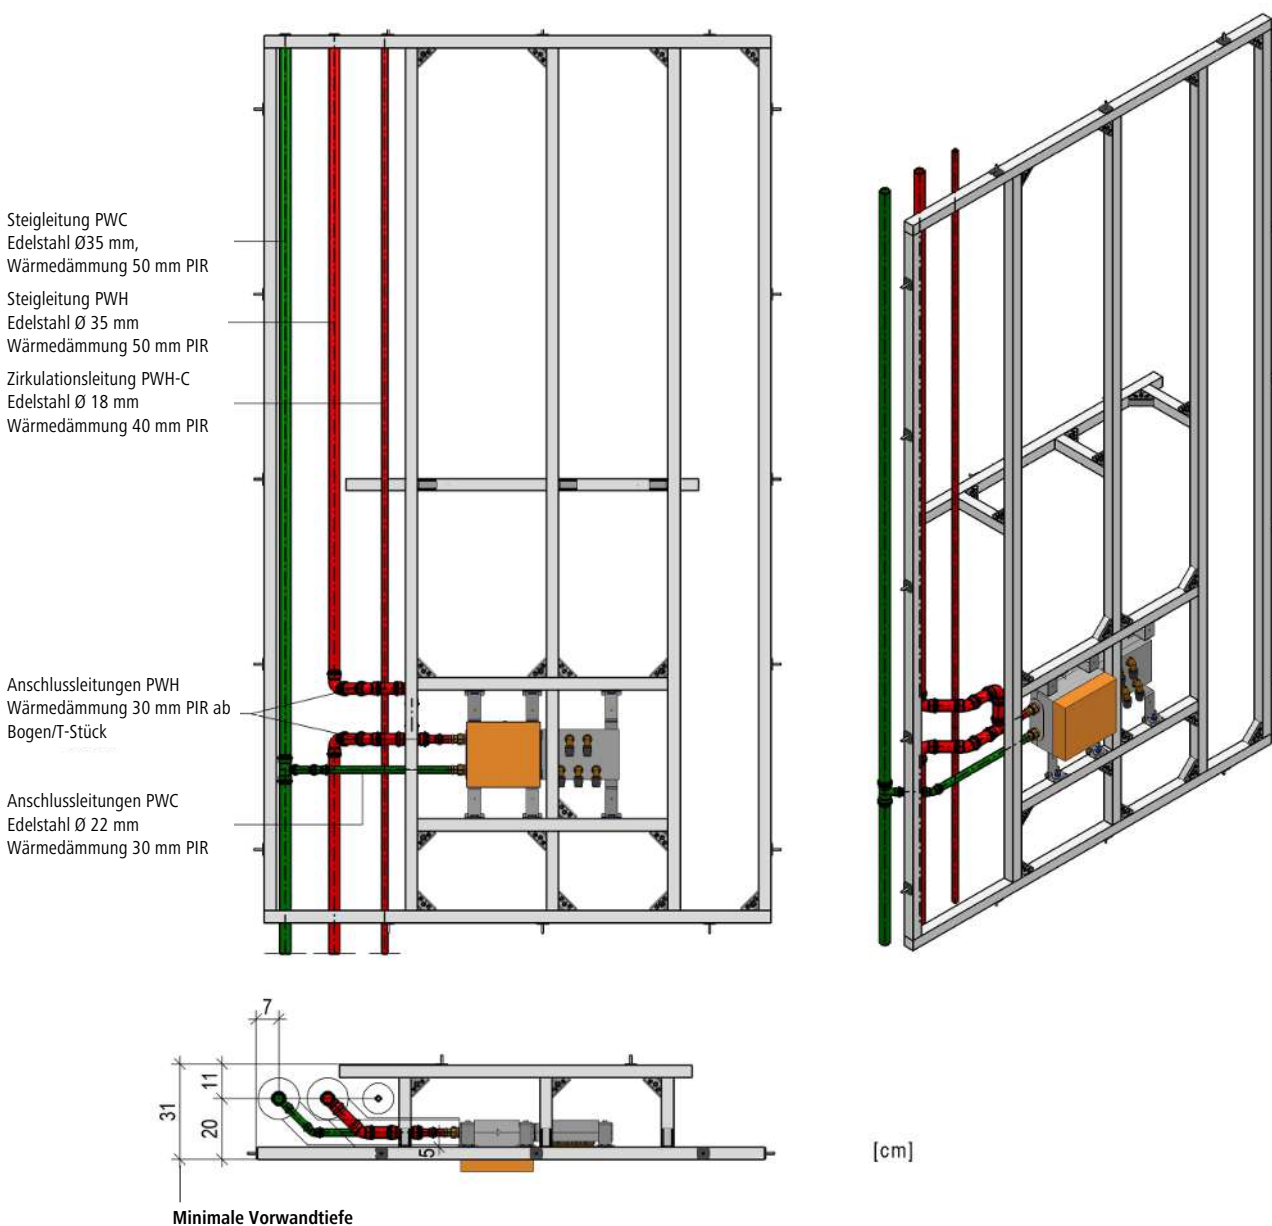 Steigleitung PWC
Edelstahl Ø35 mm,
Wärmedämmung 50 mm PIR
Steigleitung PWH
Edelstahl Ø 35 mm
Wärmedämmung 50 mm PIR
Zirkulationsleitung PWH-C
Edelstahl Ø 18 mm
Wärmedämmung 40 mm PIR
Anschlussleitungen PWH
Wärmedämmung 30 mm PIR ab
Bogen/T-Stück
Anschlussleitungen PWC
Edelstahl Ø 22 mm
Wärmedämmung 30 mm PIR
7
31
11
20
5
[cm]
Minimale Vorwandtiefe